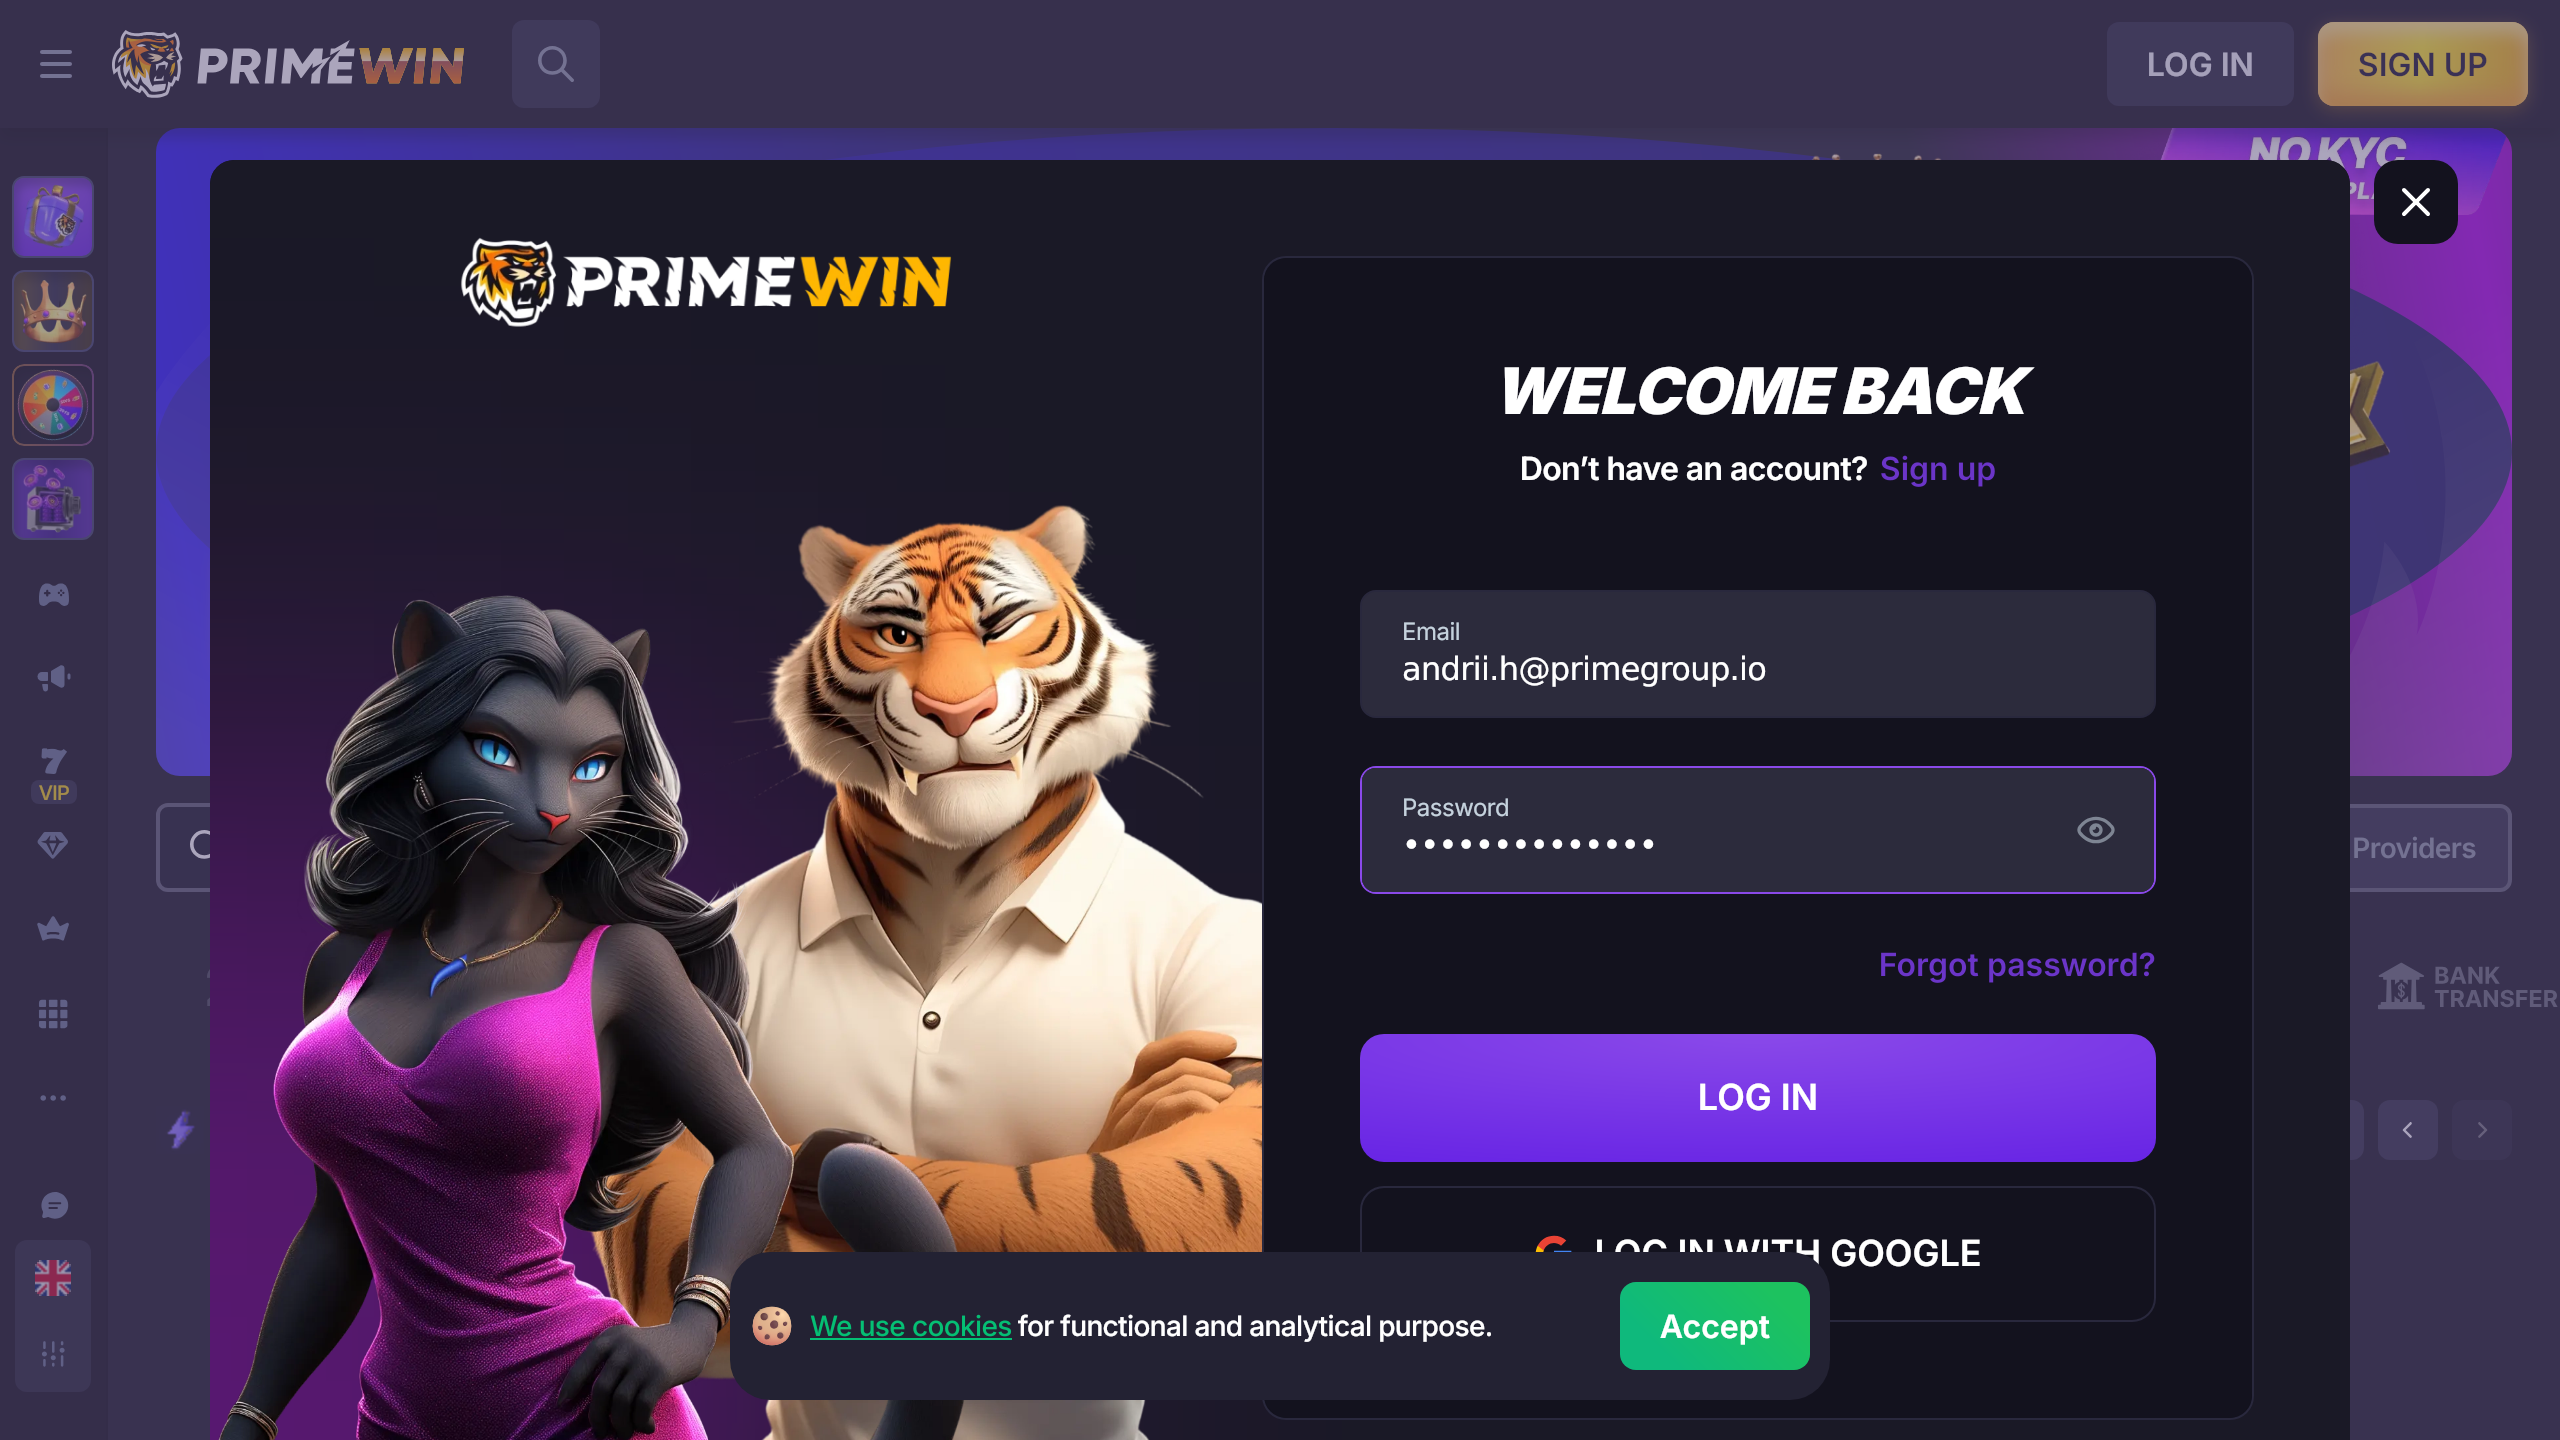 PRIMEWIN
LOG IN
SIGN UP
NO KYC
PRIMEWIN
WELCOME BACK
Don't have an account? Sign up
Email
andrii.h@primegroup.io
Password
Forgot password?
VIP
Providers
BANK
TRANSFER
LOG IN
LOG IN WITH GOOGLE
We use cookies for functional and analytical purpose.
Accept